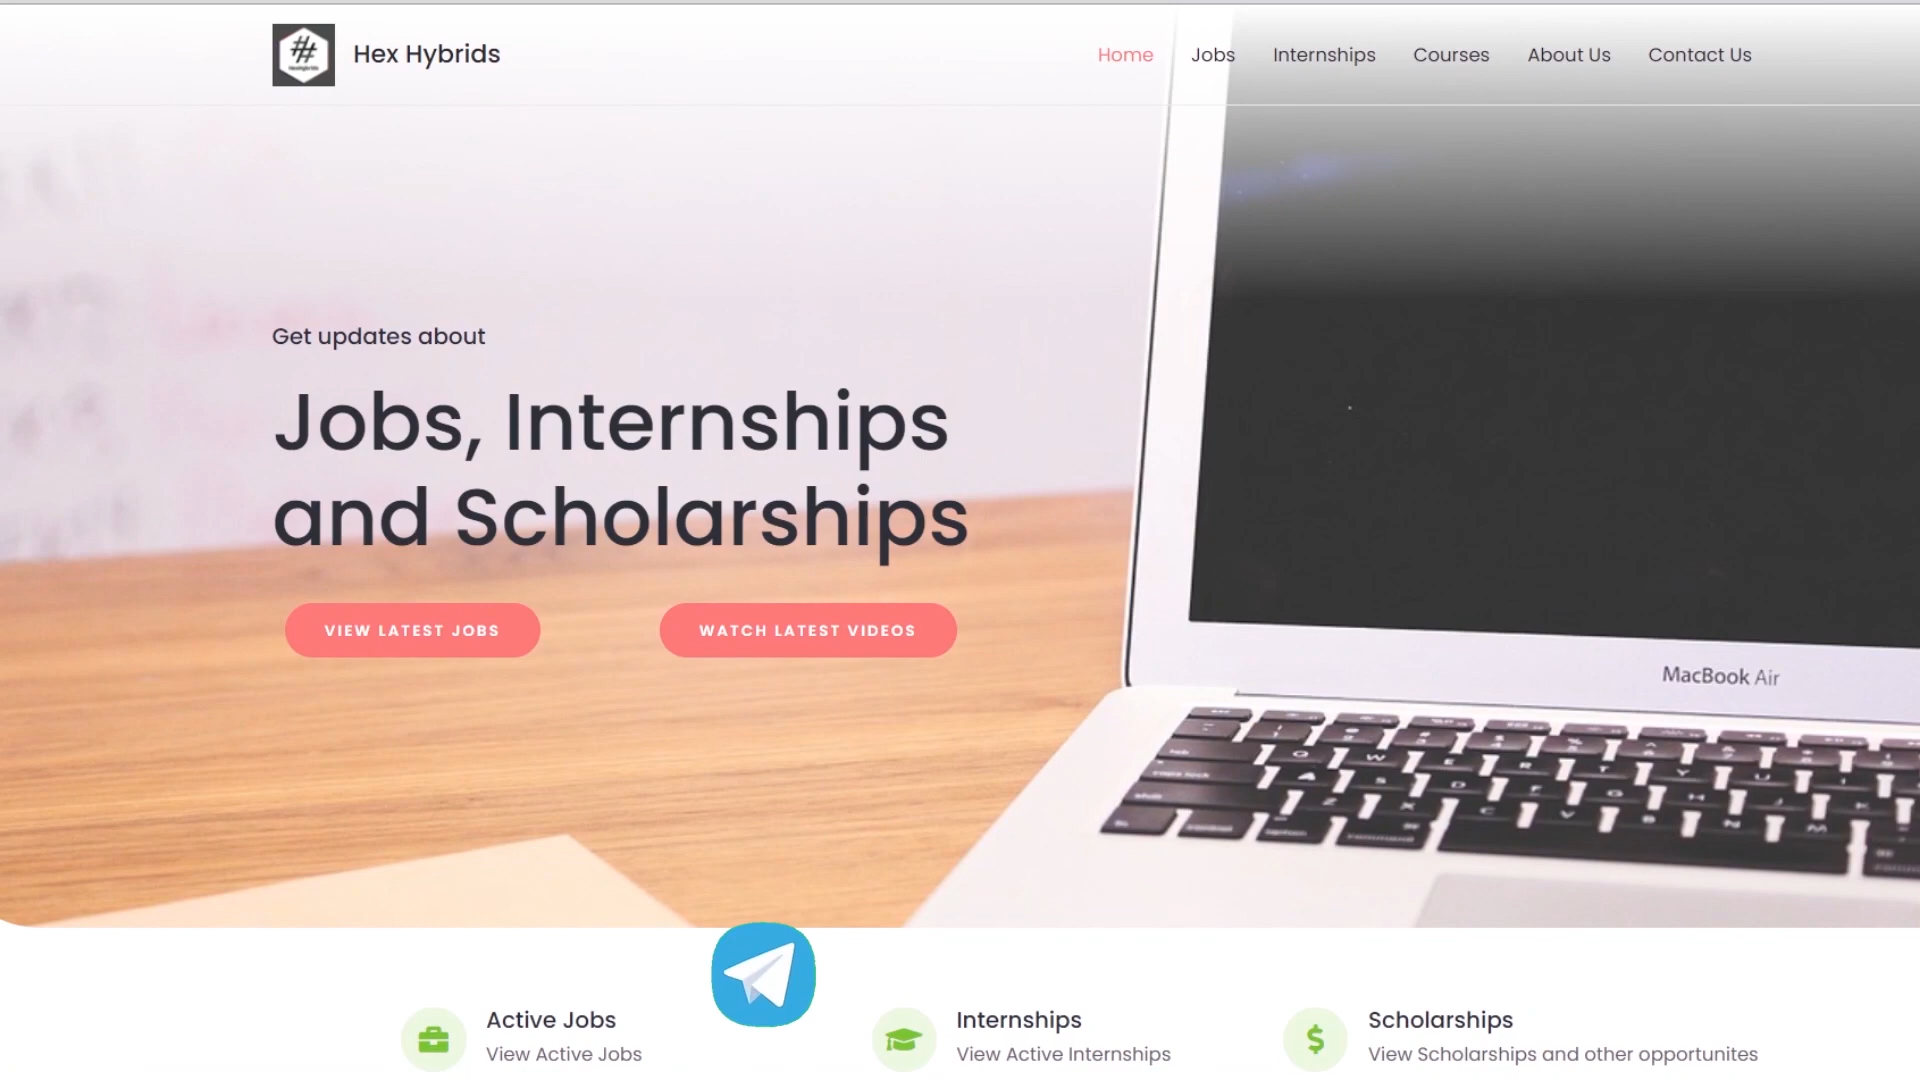 Hex Hybrids
Home Jobs Internships Courses About Us Contact Us
Get updates about
Jobs, Internships
and Scholarships
VIEW LATEST JOBS WATCH LATEST VIDEOS
MacBook Air
Active Jobs
View Active Jobs
Internships
View Active Internships
Scholarships
View Scholarships and other opportunites